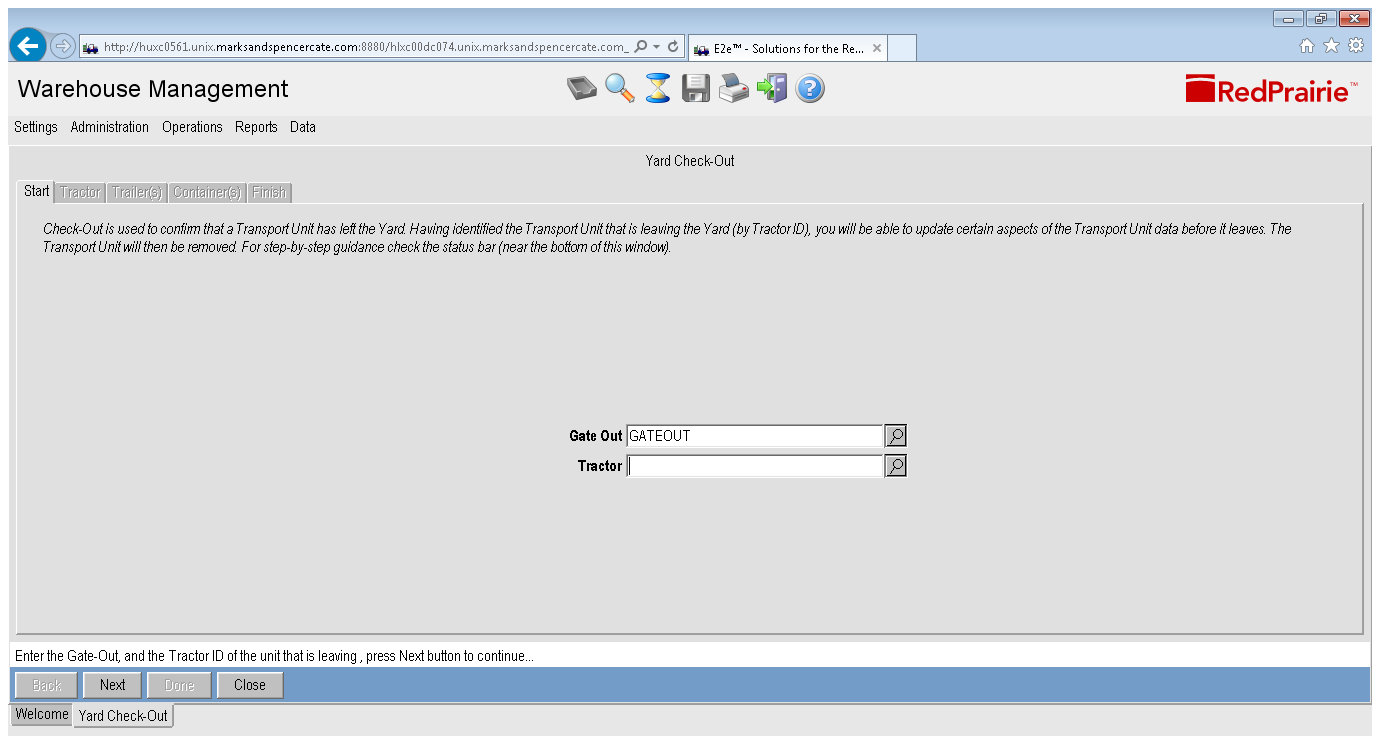 http://huxc0561.unix.marksandspencercate.com:8880/hlxc00dc074.unix.marksandspencercate.com_
E2e™ - Solutions for the Re...
Warehouse Management
RedPrairie™
Settings Administration Operations Reports Data
Yard Check-Out
Start Tractor Trailer(s) Container(s) Finish
Check-Out is used to confirm that a Transport Unit has left the Yard. Having identified the Transport Unit that is leaving the Yard (by Tractor ID), you will be able to update certain aspects of the Transport Unit data before it leaves. The
Transport Unit will then be removed. For step-by-step guidance check the status bar (near the bottom of this window).
Gate Out GATEOUT
Tractor
Enter the Gate-Out, and the Tractor ID of the unit that is leaving , press Next button to continue...
Back Next Done Close
Welcome Yard Check-Out